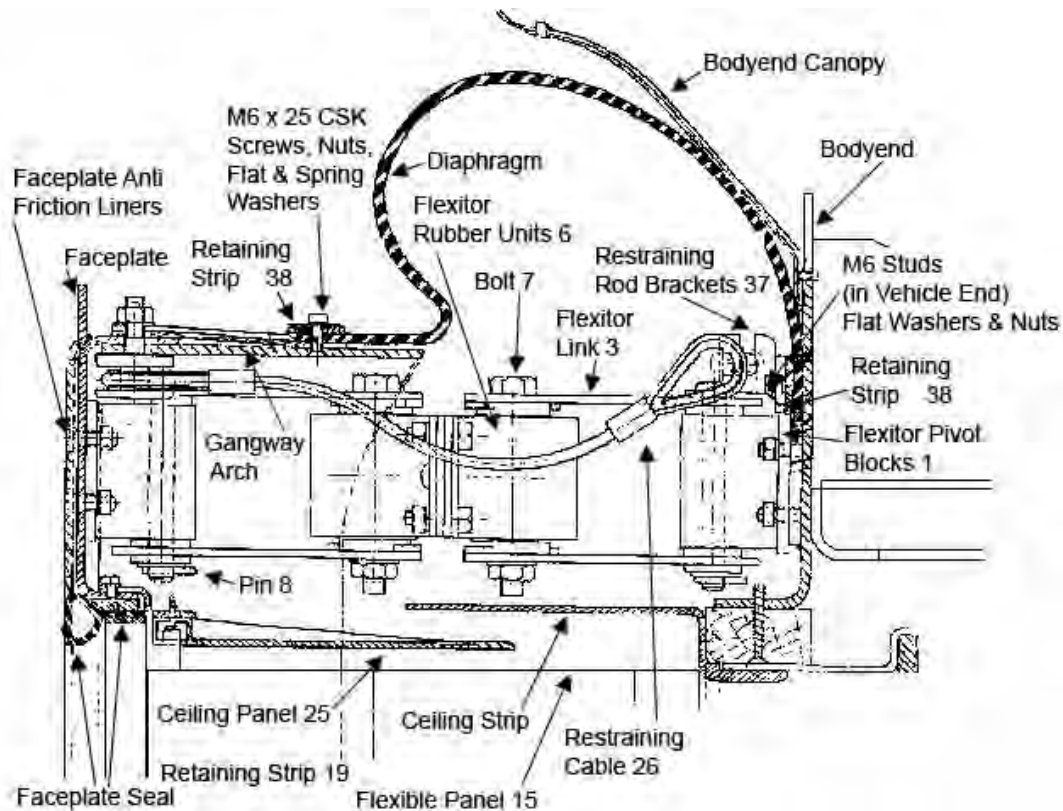 Bodyend Canopy
M6 x 25 CSK
Screws, Nuts,
Flat & Spring
Washers
Bodyend
Diaphragm
Faceplate Anti
Friction Liners
Flexitor
Rubber Units 6
Faceplate
Retaining
Strip 38
Bolt 7
Restraining
Rod Brackets 37
M6 Studs
(in Vehicle End)
Flat Washers & Nuts
Flexitor
Link 3
Retaining
Strip 38
Gangway
Arch
Flexitor Pivot
Blocks 1
Pin 8
Ceiling Panel 25
Ceiling Strip
Restraining
Cable 26
Retaining Strip 19
Faceplate Seal
Flexible Panel 15